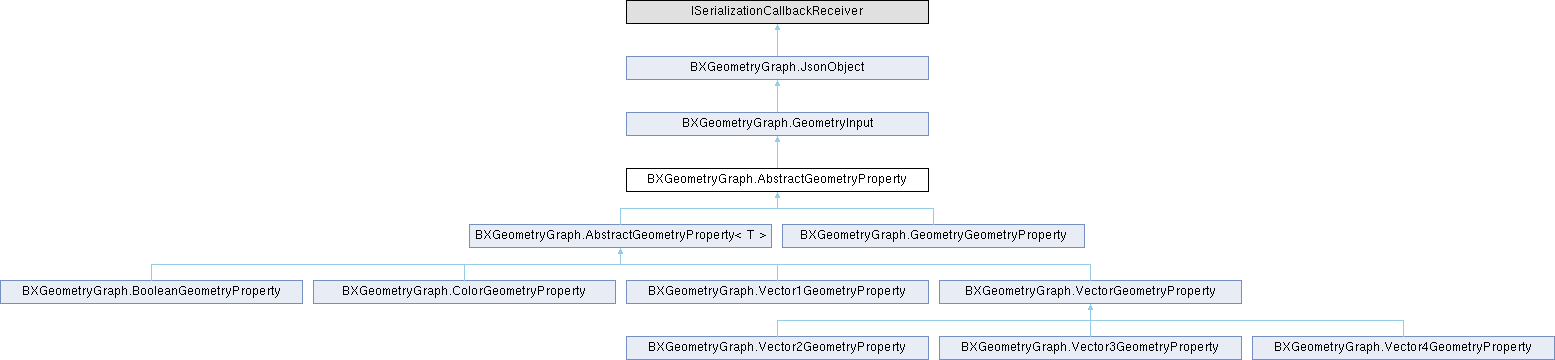 ISerializationCallbackReceiver
BXGeometryGraph.JsonObject
BXGeometryGraph.GeometryInput
BXGeometryGraph.AbstractGeometryProperty
BXGeometryGraph.AbstractGeometryProperty< T >
BXGeometryGraph.GeometryGeometryProperty
BXGeometryGraph.BooleanGeometryProperty
BXGeometryGraph.ColorGeometryProperty
BXGeometryGraph.Vector1GeometryProperty
BXGeometryGraph.VectorGeometryProperty
BXGeometryGraph.Vector2GeometryProperty
BXGeometryGraph.Vector3GeometryProperty
BXGeometryGraph.Vector4GeometryProperty